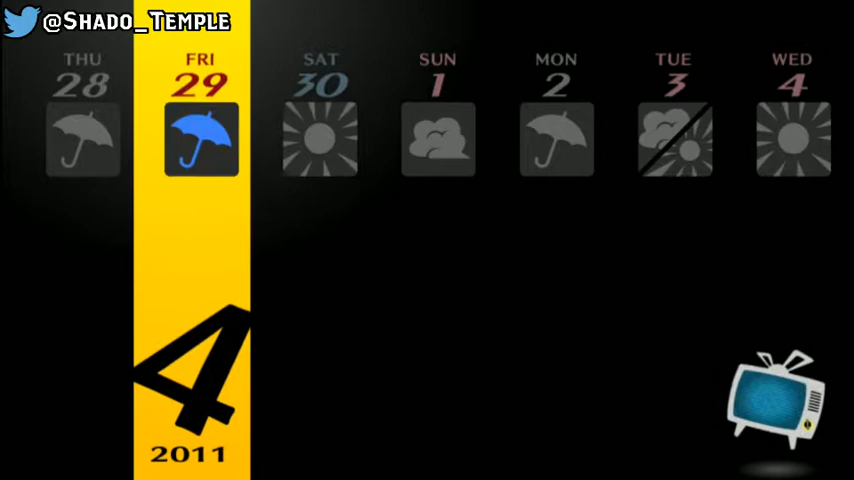 @Shado_Temple
THU FRI SAT SUN MON TUE WED
28 29 30 1 2 3 4
4
2011